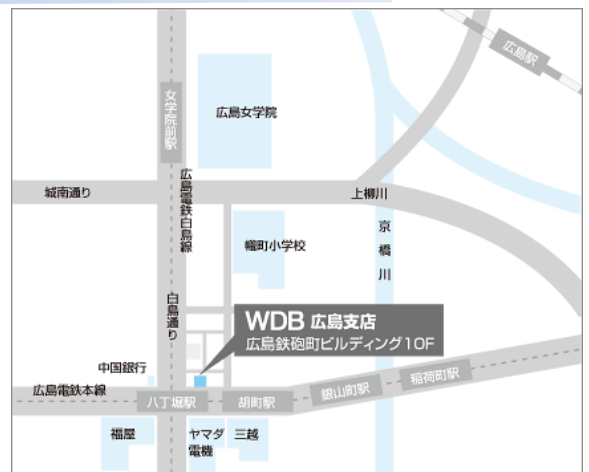 広島駅
女学院前駅
広島女学院
広島電鉄白島線
城南通り
上柳川
京橋川
幟町小学校
白島通り
WDB 広島支店
広島鉄砲町ビルディング10F
中国銀行
広島電鉄本線
八丁堀駅
胡町駅
銀山町駅
稲荷町駅
福屋
ヤマダ
電機
三越